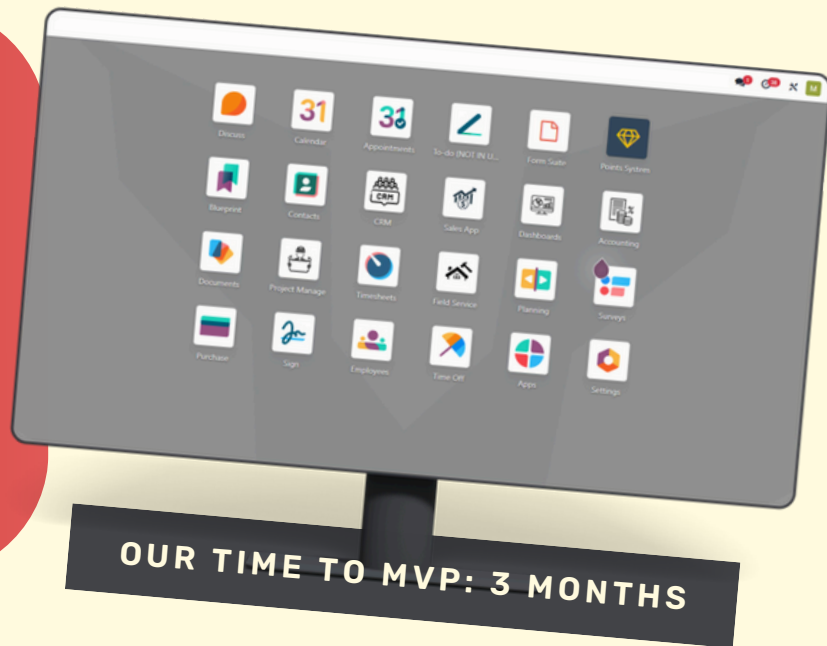 M
Discuss
31
Calendar
31
Appointments
To-do (NOT IN U...
Form Suite
Points System
Blueprint
Contacts
CRM
CRM
Sales App
Dashboards
Accounting
Documents
Project Manage
Timesheets
Field Service
Planning
Surveys
Purchase
Sign
Employees
Time Off
Apps
Settings
OUR TIME TO MVP: 3 MONTHS